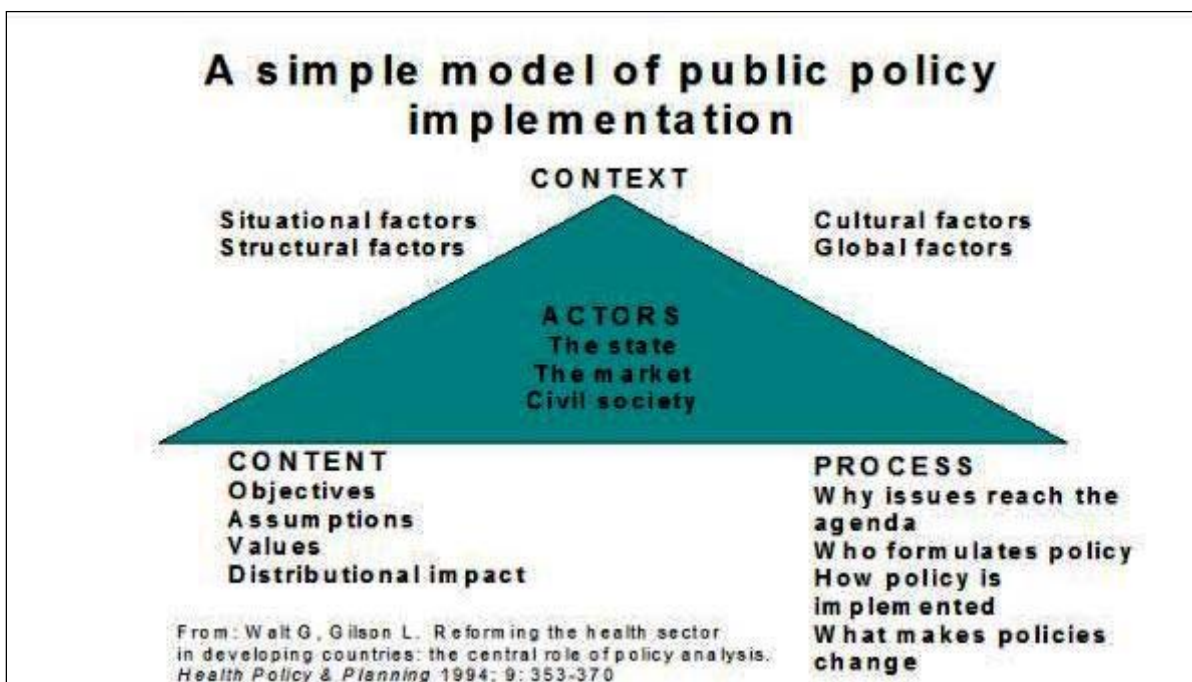 A simple model of public policy
implementation
CONTEXT
Situational factors
Structural factors
Cultural factors
Global factors
ACTORS
The state
The market
Civil society
CONTENT
Objectives
Assumptions
Values
Distributional impact
PROCESS
Why issues reach the
agenda
Who formulates policy
How policy is
implemented
What makes policies
change
From: Walt G, Gilson L. Reforming the health sector
in developing countries: the central role of policy analysis.
Health Policy & Planning 1994; 9: 353-370